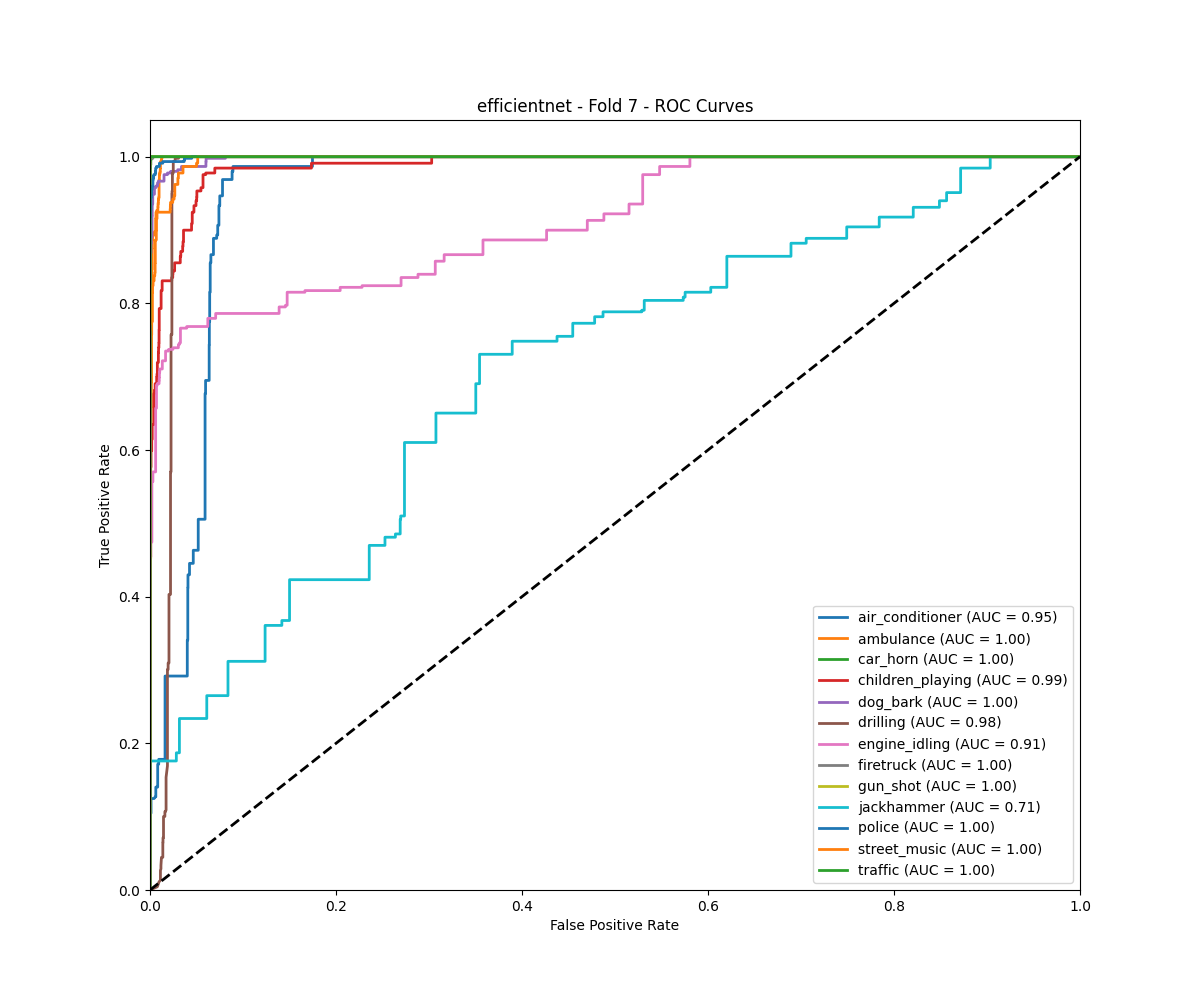 efficientnet - Fold 7 - ROC Curves
True Positive Rate
1.0
0.8
0.6
0.4
0.2
0.0
air_conditioner (AUC = 0.95)
ambulance (AUC = 1.00)
car_horn (AUC = 1.00)
children_playing (AUC = 0.99)
dog_bark (AUC = 1.00)
drilling (AUC = 0.98)
engine_idling (AUC = 0.91)
firetruck (AUC = 1.00)
gun_shot (AUC = 1.00)
jackhammer (AUC = 0.71)
police (AUC = 1.00)
street_music (AUC = 1.00)
traffic (AUC = 1.00)
0.0 0.2 0.4 0.6 0.8 1.0
False Positive Rate